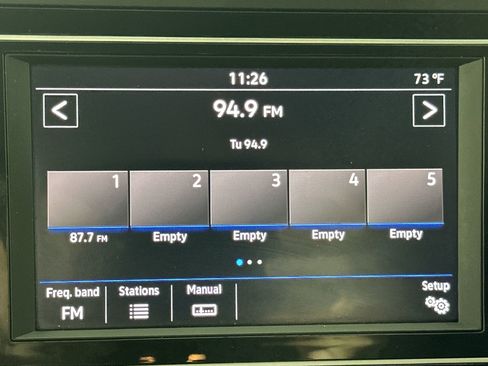 11:26 73 °F
< 94.9 FM >
Tu 94.9
1 2 3 4 5
87.7 FM Empty Empty Empty Empty
Freq. band Stations Manual Setup
FM